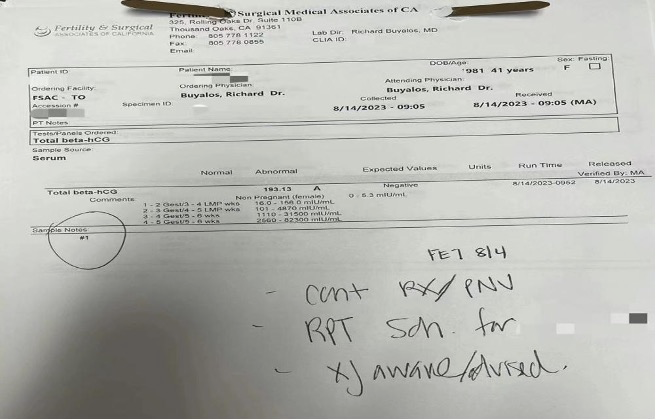 Fertility & Surgical
ASSOCIATES OF CALIFORNIA
Surgical Medical Associates of CA
325, Rolling Oaks Dr. Suite 110B
Thousand Oaks, CA. 91361
Phone: 805 778 1122
Fax: 805 778 0855
Email:
Lab Dir: Richard Buyalos, MD
CLIA ID:
Patient ID
Patient Name:
DOB/Age:
1981 41 years
Sex:
F
Fasting:
Ordering Facility:
FSAC - TO
Ordering Physician:
Buyalos, Richard Dr.
Attending Physician:
Buyalos, Richard Dr.
Accession #
Specimen ID:
Collected
8/14/2023 - 09:05
Received
8/14/2023 - 09:05 (MA)
PT Notes
Tests/Panels Ordered:
Total beta-hCG
Sample Source:
Serum
Normal Abnormal Expected Values Units Run Time Released
Verified By: MA
Total beta-hCG 193.13 A Negative 8/14/2023-0952 8/14/2023
Comments: Non Pregnant (female) 0 - 5.3 mIU/mL
1 - 2 Gest/3 - 4 LMP wks 16.0 - 156.0 mIU/mL
2 - 3 Gest/4 - 5 LMP wks 101 - 4870 mIU/mL
3 - 4 Gest/5 - 6 wks 1110 - 31500 mIU/mL
2560 - 82300 mIU/mL
Sample Notes
#1
FET 8/4
- cont RX/PNV
- RPT Sch. for
- aware/advised.